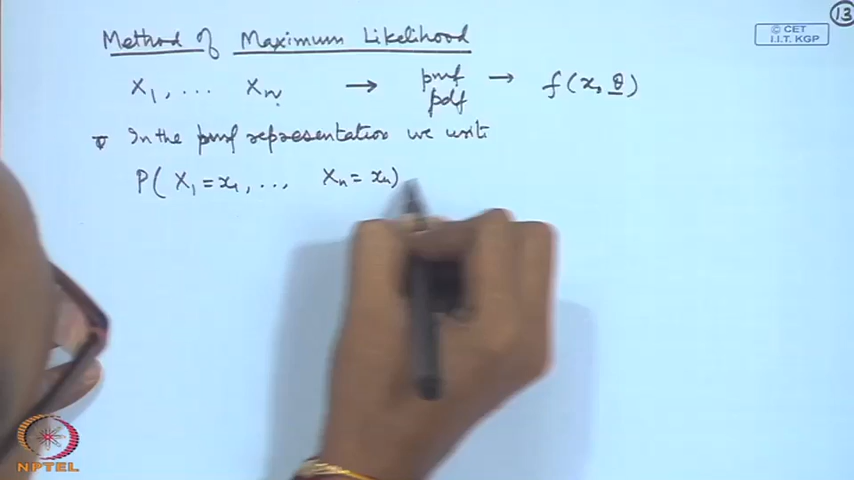 13
© CET
I.I.T. KGP
Method of Maximum Likelihood
X₁, ... Xₙ → pmf pdf → f(x, θ)
In the pmf representation we write
P( X₁ = x₁, ... Xₙ = xₙ)
NPTEL